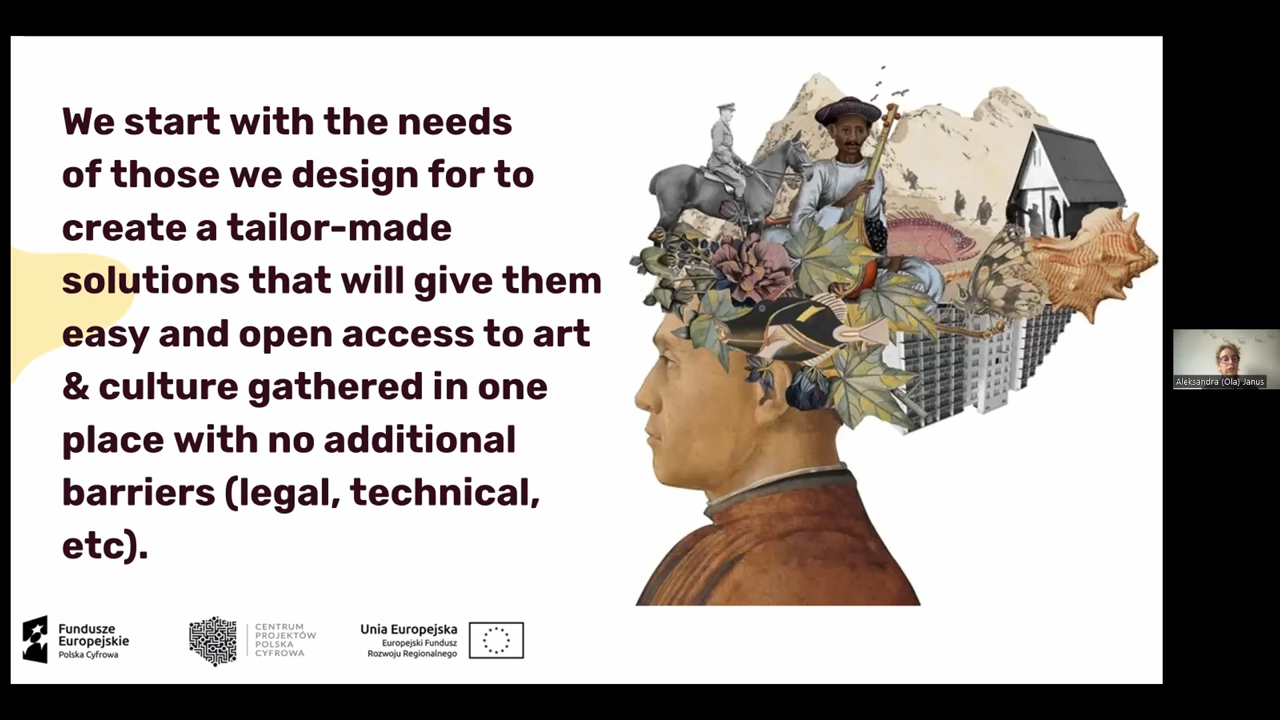 We start with the needs
of those we design for to
create a tailor-made
solutions that will give them
easy and open access to art
& culture gathered in one
place with no additional
barriers (legal, technical,
etc).
Fundusze
Europejskie
Polska Cyfrowa
CENTRUM
PROJEKTÓW
POLSKA
CYFROWA
Unia Europejska
Europejski Fundusz
Rozwoju Regionalnego
Aleksandra (Ola) Janus